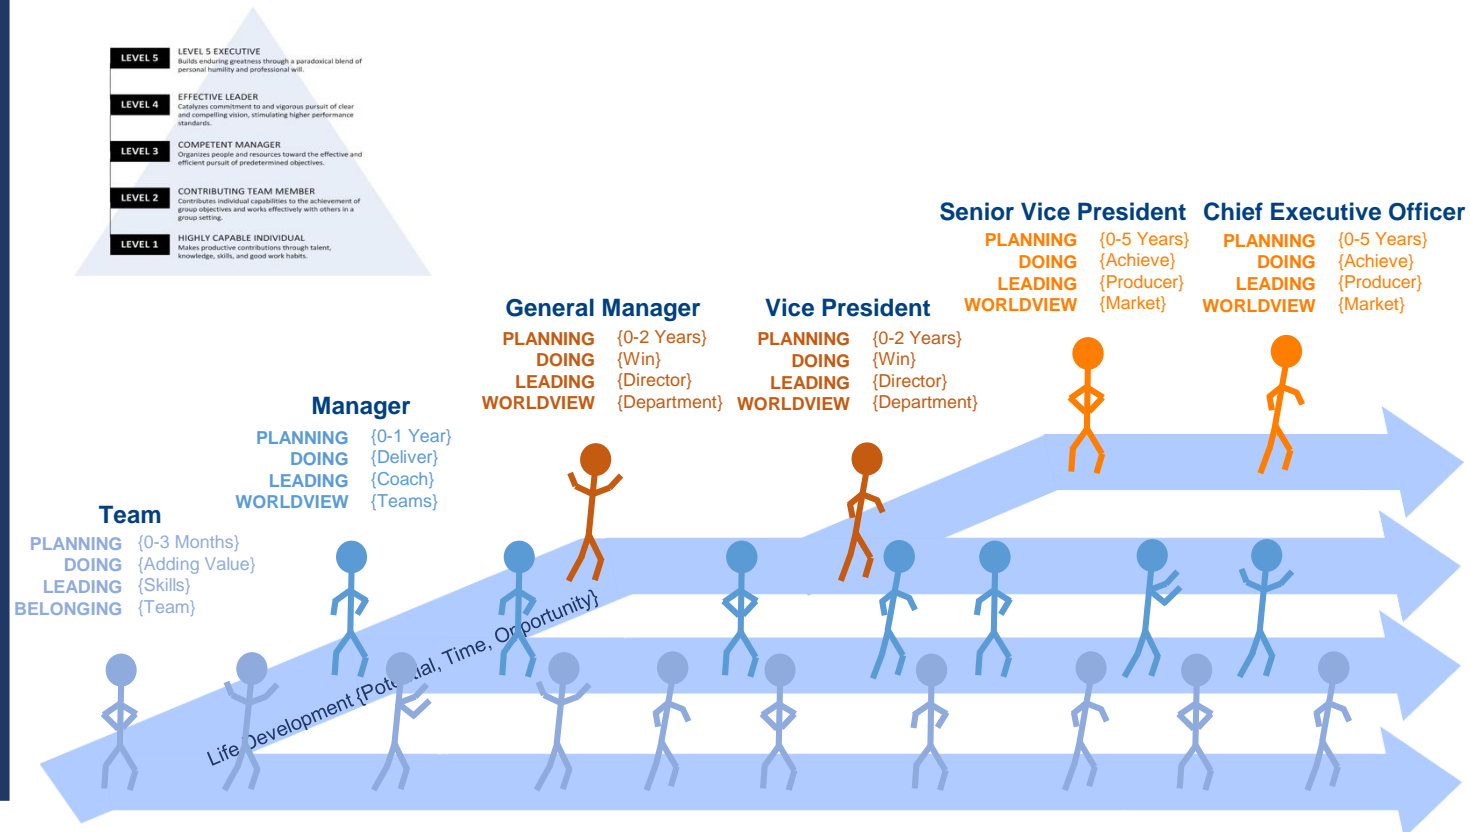 LEVEL 5
LEVEL 5 EXECUTIVE
Builds enduring greatness through a paradoxical blend of
personal humility and professional will.
LEVEL 4
EFFECTIVE LEADER
Catalyzes commitment to and vigorous pursuit of clear
and compelling vision, stimulating higher performance
standards.
LEVEL 3
COMPETENT MANAGER
Organizes people and resources toward the effective and
efficient pursuit of predetermined objectives.
LEVEL 2
CONTRIBUTING TEAM MEMBER
Contributes individual capabilities to the achievement of
group objectives and works effectively with others in a
group setting.
LEVEL 1
HIGHLY CAPABLE INDIVIDUAL
Makes productive contributions through talent,
knowledge, skills, and good work habits.
Senior Vice President
PLANNING {0-5 Years}
DOING {Achieve}
LEADING {Producer}
WORLDVIEW {Market}
Chief Executive Officer
PLANNING {0-5 Years}
DOING {Achieve}
LEADING {Producer}
WORLDVIEW {Market}
General Manager
PLANNING {0-2 Years}
DOING {Win}
LEADING {Director}
WORLDVIEW {Department}
Vice President
PLANNING {0-2 Years}
DOING {Win}
LEADING {Director}
WORLDVIEW {Department}
Manager
PLANNING {0-1 Year}
DOING {Deliver}
LEADING {Coach}
WORLDVIEW {Teams}
Team
PLANNING {0-3 Months}
DOING {Adding Value}
LEADING {Skills}
BELONGING {Team}
Life Development {Potential, Time, Opportunity}